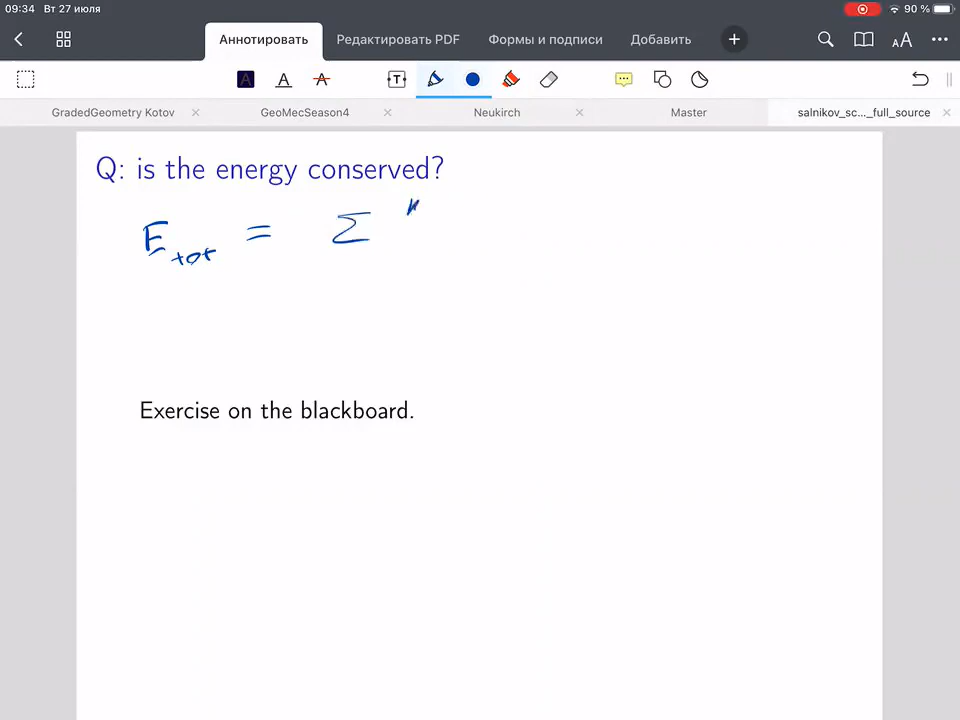 09:34 Вт 27 июля 90 %
Аннотировать Редактировать PDF Формы и подписи Добавить
GradedGeometry Kotov GeoMecSeason4 Neukirch Master salnikov_sc..._full_source
Q: is the energy conserved?
E_tot = Σ
Exercise on the blackboard.